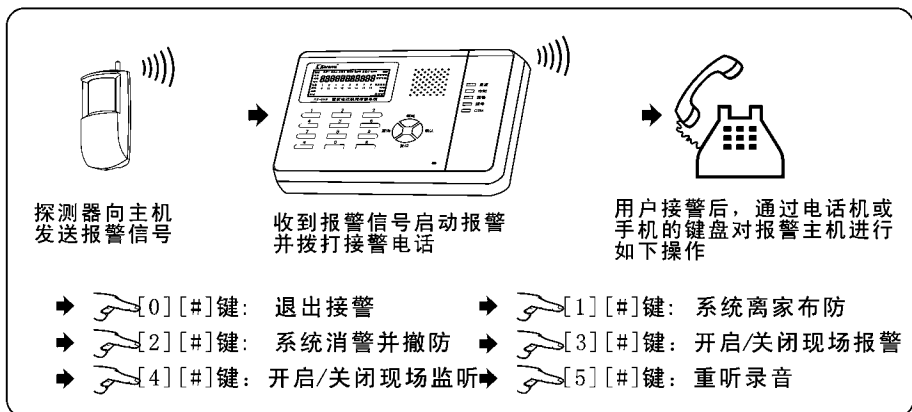 探测器向主机
发送报警信号
收到报警信号启动报警
并拨打接警电话
用户接警后，通过电话机或
手机的键盘对报警主机进行
如下操作
[0][#]键： 退出接警
[1][#]键： 系统离家布防
[2][#]键： 系统消警并撤防
[3][#]键：开启/关闭现场报警
[4][#]键：开启/关闭现场监听
[5][#]键：重听录音